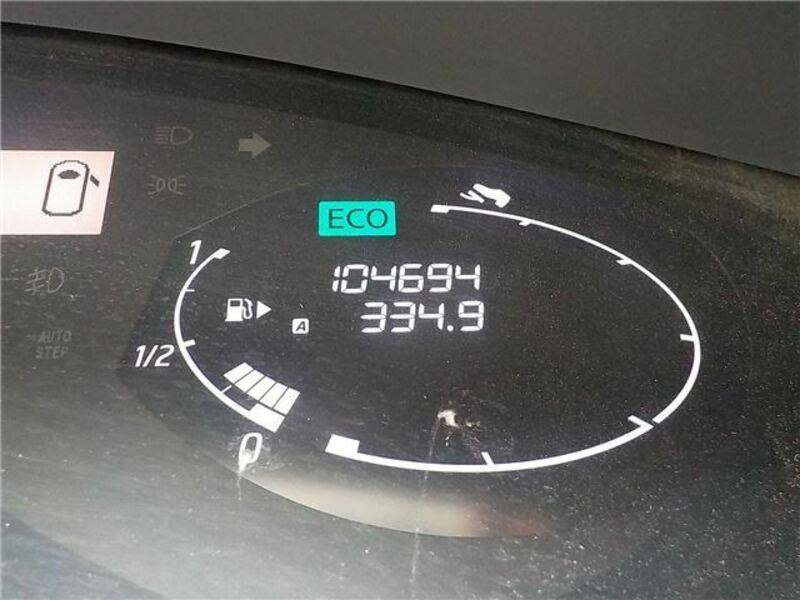 ECO
1
104694
A 334.9
1/2
AUTO
STEP
0